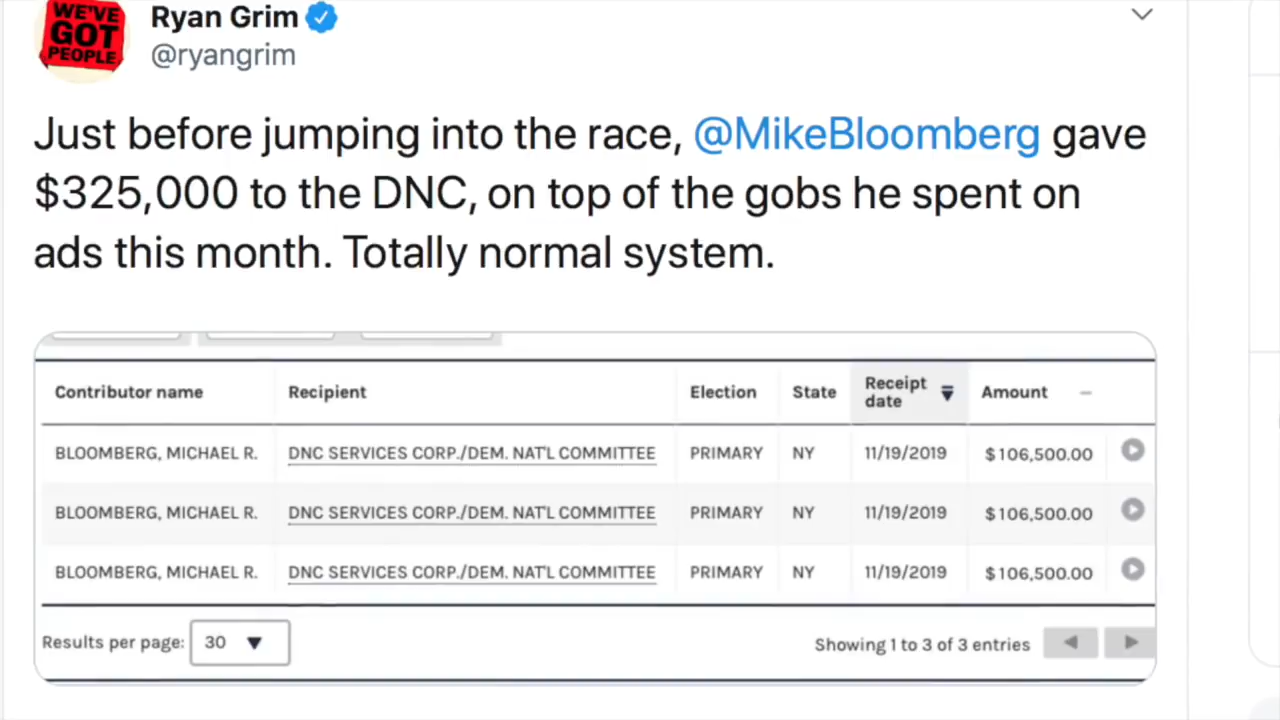 WE'VE
GOT
PEOPLE
Ryan Grim
@ryangrim
Just before jumping into the race, @MikeBloomberg gave
$325,000 to the DNC, on top of the gobs he spent on
ads this month. Totally normal system.
Contributor name Recipient Election State Receipt date Amount
BLOOMBERG, MICHAEL R. DNC SERVICES CORP./DEM. NAT'L COMMITTEE PRIMARY NY 11/19/2019 $106,500.00
BLOOMBERG, MICHAEL R. DNC SERVICES CORP./DEM. NAT'L COMMITTEE PRIMARY NY 11/19/2019 $106,500.00
BLOOMBERG, MICHAEL R. DNC SERVICES CORP./DEM. NAT'L COMMITTEE PRIMARY NY 11/19/2019 $106,500.00
Results per page: 30 Showing 1 to 3 of 3 entries